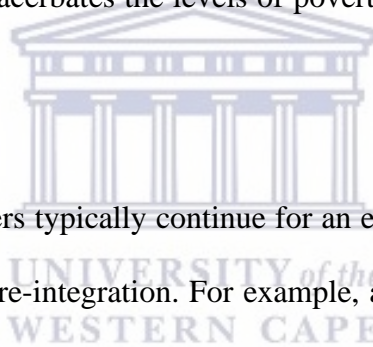 acerbates the levels of povert
ers typically continue for an e
UNIVERSITY of the
re-integration. For example, a
WESTERN CAPE